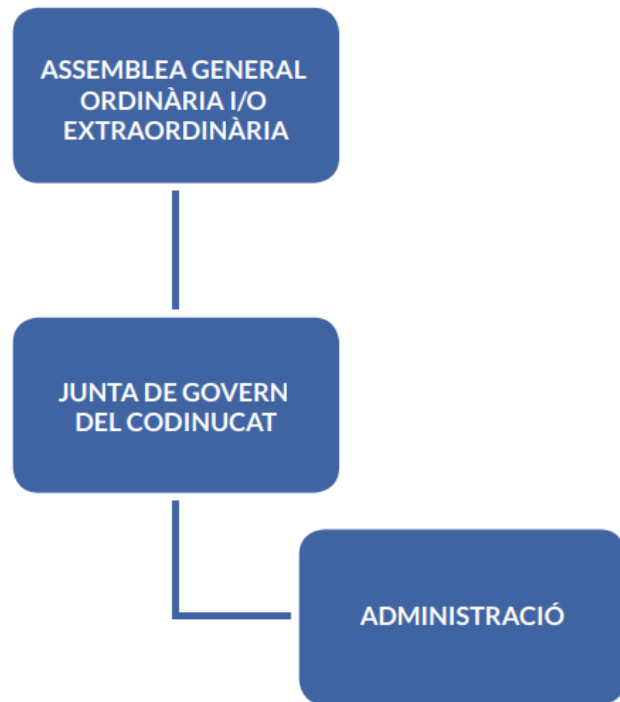 ASSEMBLEA GENERAL
ORDINÀRIA I/O
EXTRAORDINÀRIA
JUNTA DE GOVERN
DEL CODINUCAT
ADMINISTRACIÓ